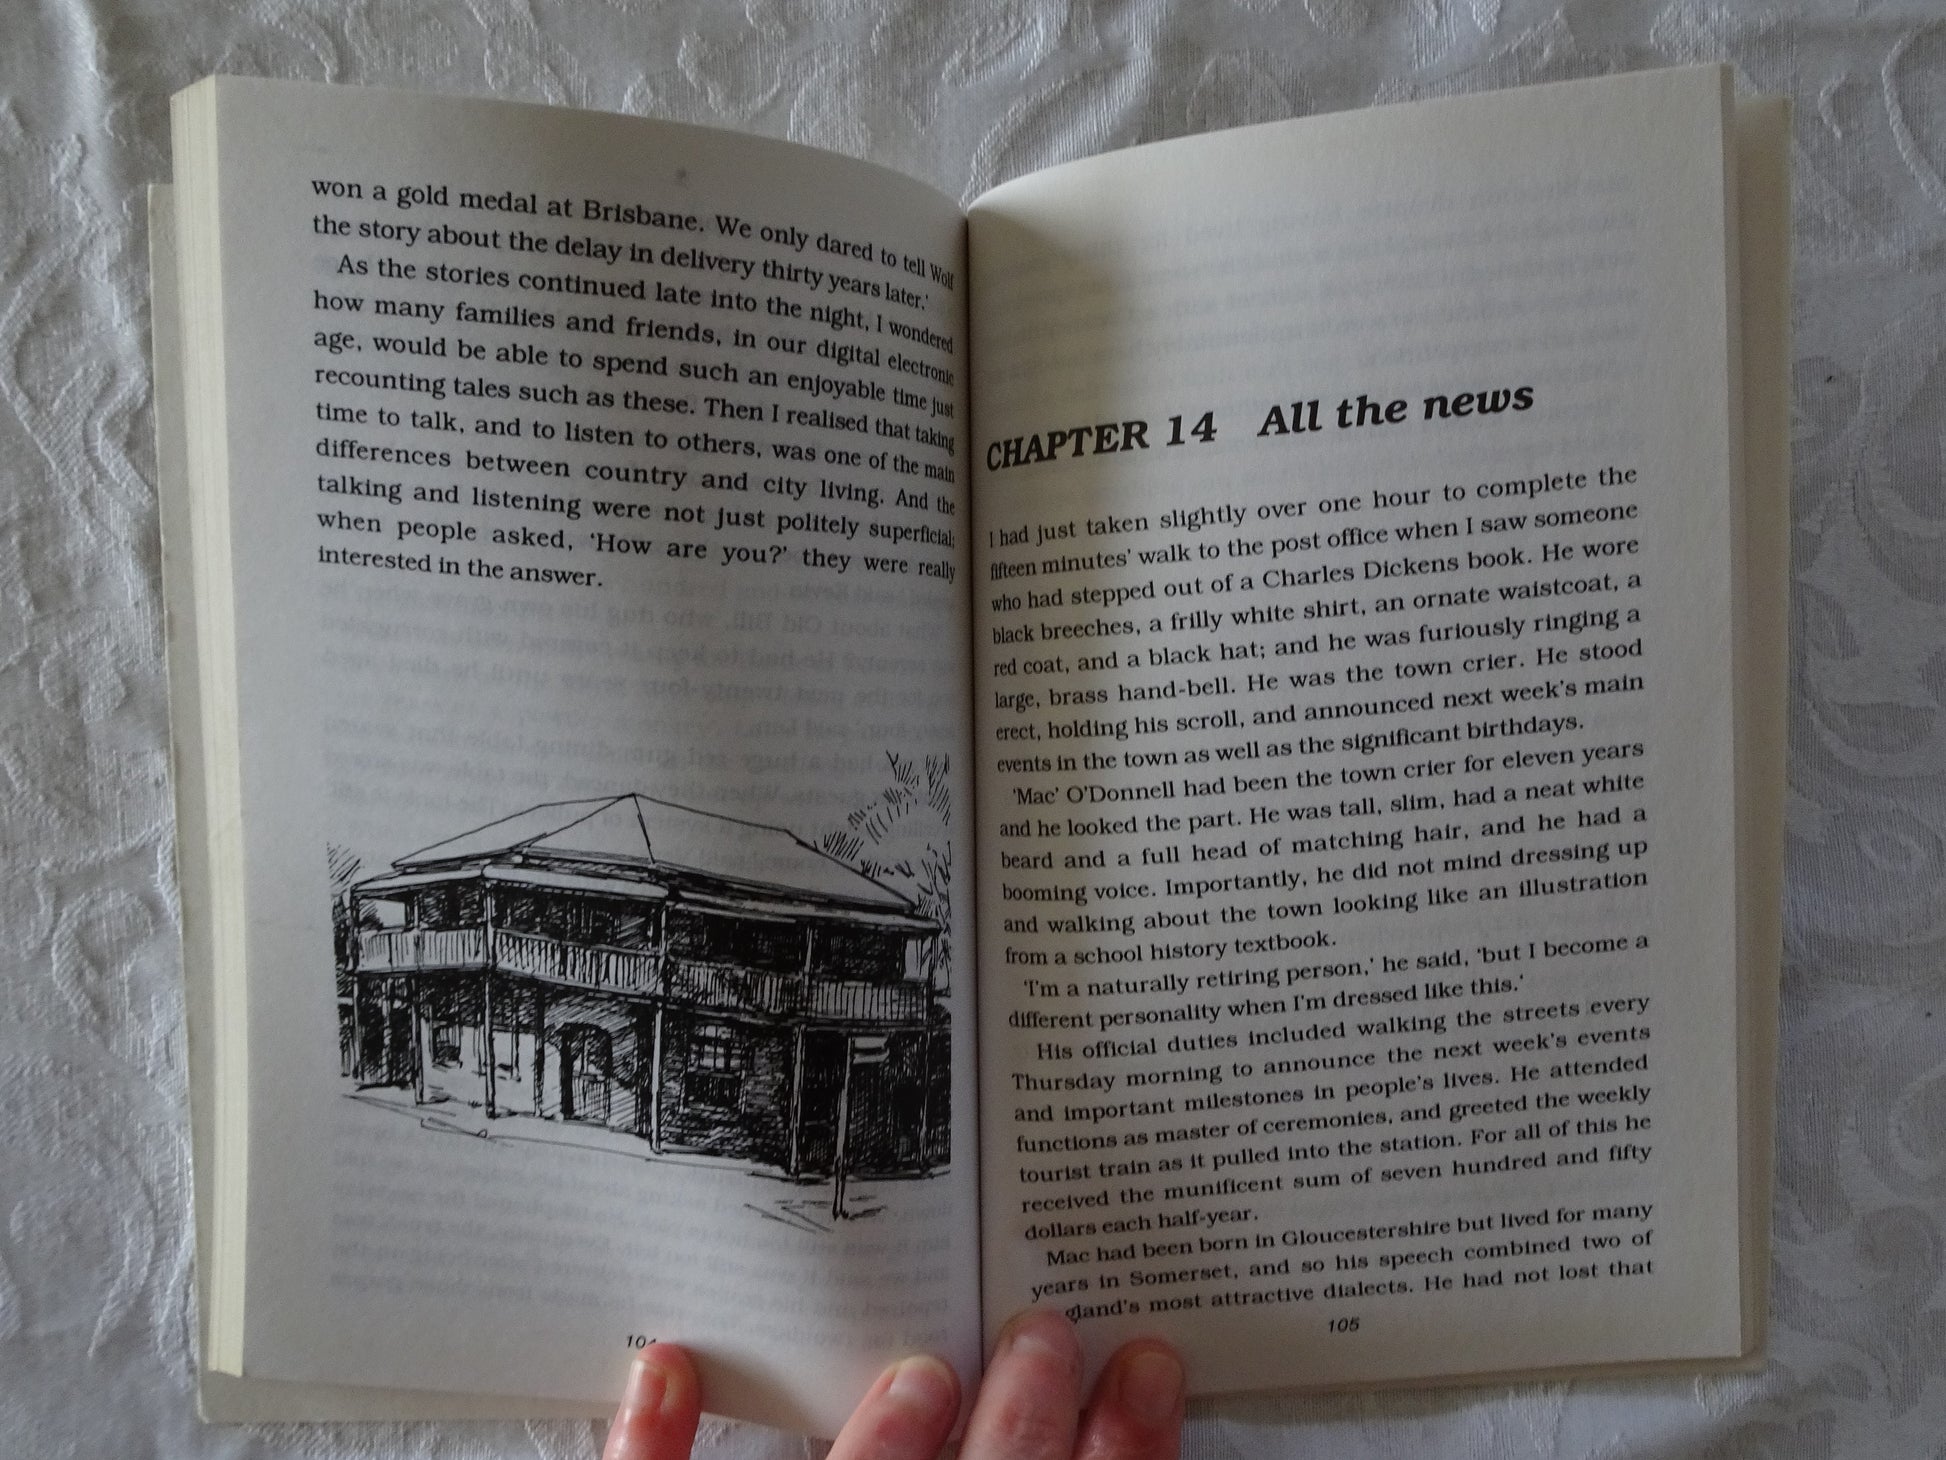 won a gold medal at Brisbane. We only dared to tell Wolf
the story about the delay in delivery thirty years later.'
As the stories continued late into the night, I wondered
how many families and friends, in our digital electronic
age, would be able to spend such an enjoyable time just
recounting tales such as these. Then I realised that taking
time to talk, and to listen to others, was one of the main
differences between country and city living. And the
talking and listening were not just politely superficial;
when people asked, 'How are you?' they were really
interested in the answer.
CHAPTER 14 All the news
I had just taken slightly over one hour to complete the
fifteen minutes' walk to the post office when I saw someone
who had stepped out of a Charles Dickens book. He wore
black breeches, a frilly white shirt, an ornate waistcoat, a
red coat, and a black hat; and he was furiously ringing a
large, brass hand-bell. He was the town crier. He stood
erect, holding his scroll, and announced next week's main
events in the town as well as the significant birthdays.
'Mac' O'Donnell had been the town crier for eleven years
and he looked the part. He was tall, slim, had a neat white
beard and a full head of matching hair, and he had a
booming voice. Importantly, he did not mind dressing up
and walking about the town looking like an illustration
from a school history textbook.
'I'm a naturally retiring person,' he said, 'but I become a
different personality when I'm dressed like this.'
His official duties included walking the streets every
Thursday morning to announce the next week's events
and important milestones in people's lives. He attended
functions as master of ceremonies, and greeted the weekly
tourist train as it pulled into the station. For all of this he
received the munificent sum of seven hundred and fifty
dollars each half-year.
Mac had been born in Gloucestershire but lived for many
years in Somerset, and so his speech combined two of
gland's most attractive dialects. He had not lost that
105